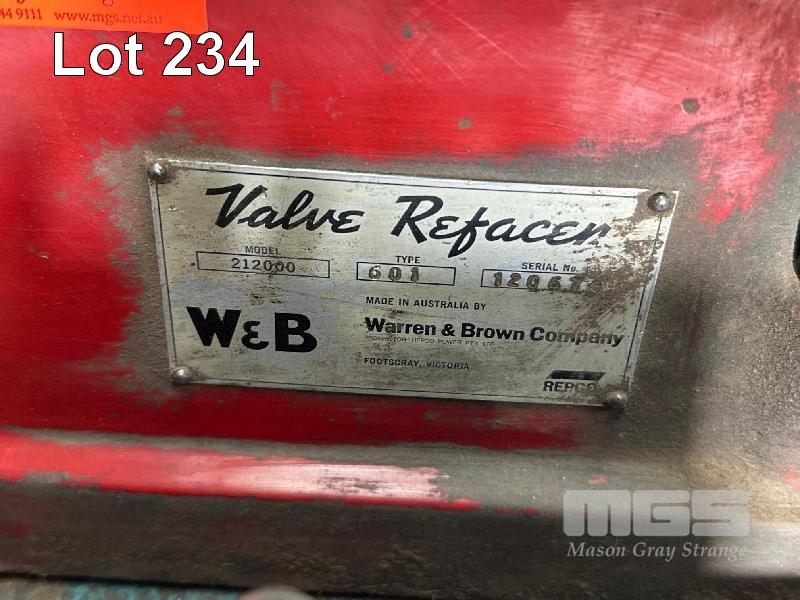 44 9111 www.mgs.net.au
Lot 234
Valve Refacer
MODEL TYPE SERIAL No.
212000 601
MADE IN AUSTRALIA BY
W&B Warren & Brown Company
FOOTSCRAY, VICTORIA
REPCO
MGS
Mason Gray Strange